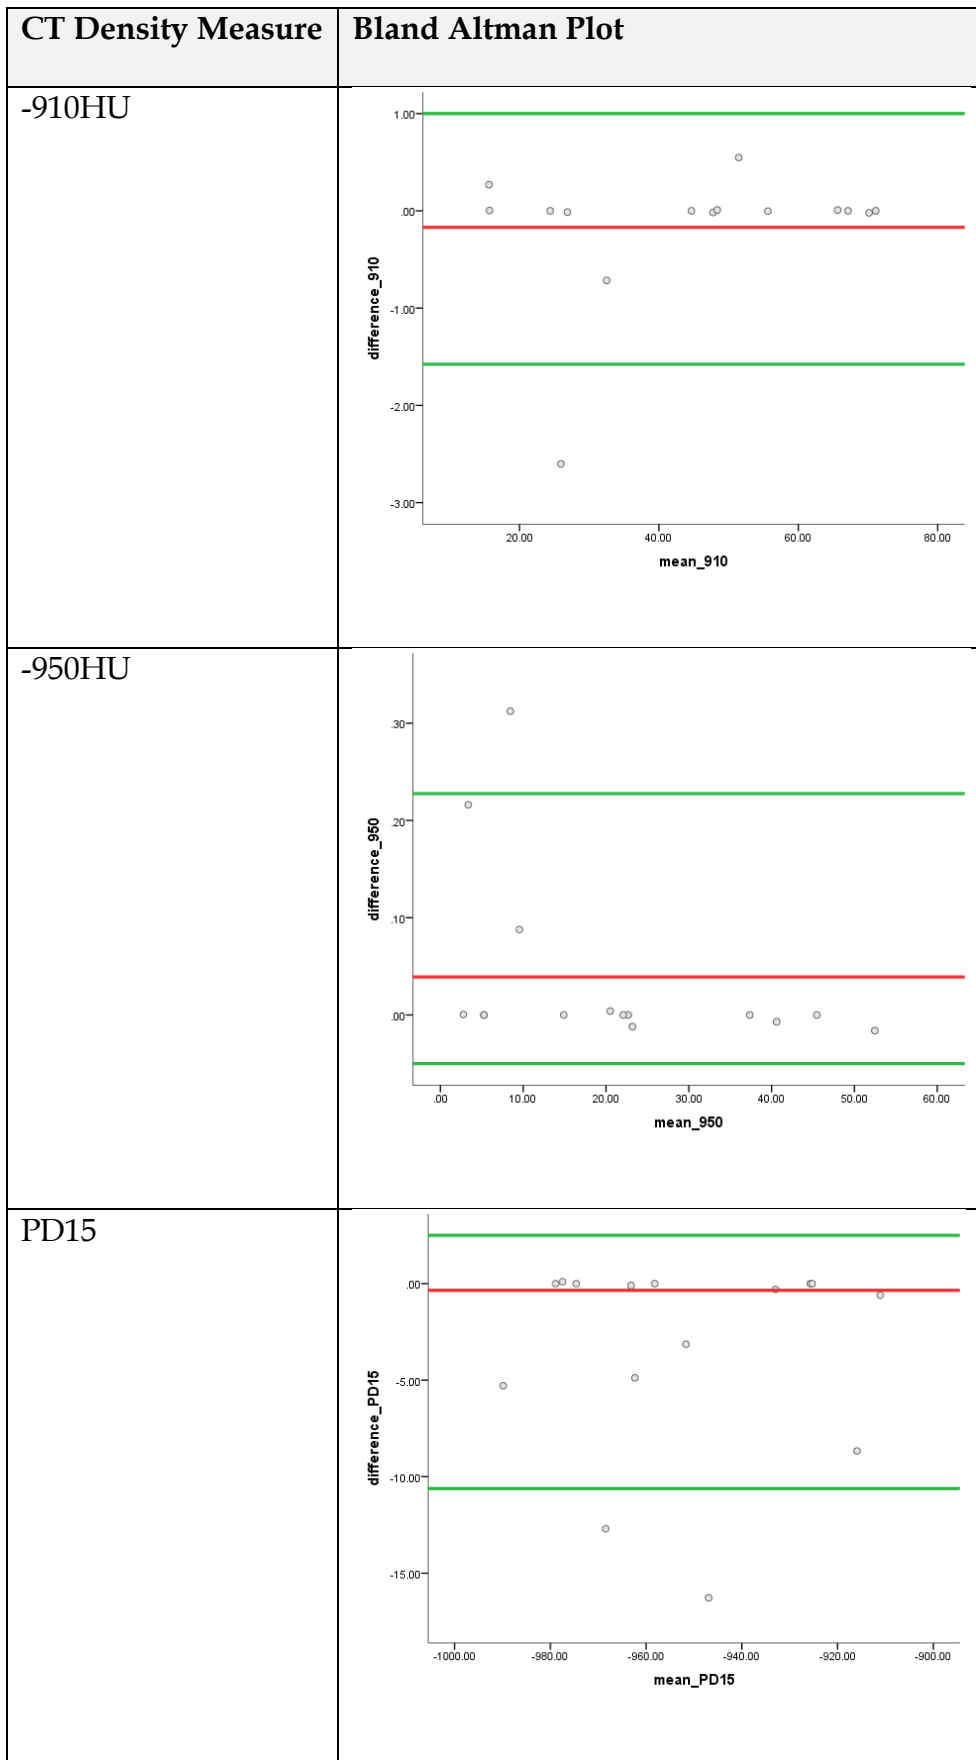 CT Density Measure
Bland Altman Plot
-910HU
1.00
.00
-1.00
-2.00
-3.00
difference_910
20.00
40.00
60.00
80.00
mean_910
-950HU
.30
.20
.10
.00
difference_950
.00
10.00
20.00
30.00
40.00
50.00
60.00
mean_950
PD15
.00
-5.00
-10.00
-15.00
difference_PD15
-1000.00
-980.00
-960.00
-940.00
-920.00
-900.00
mean_PD15